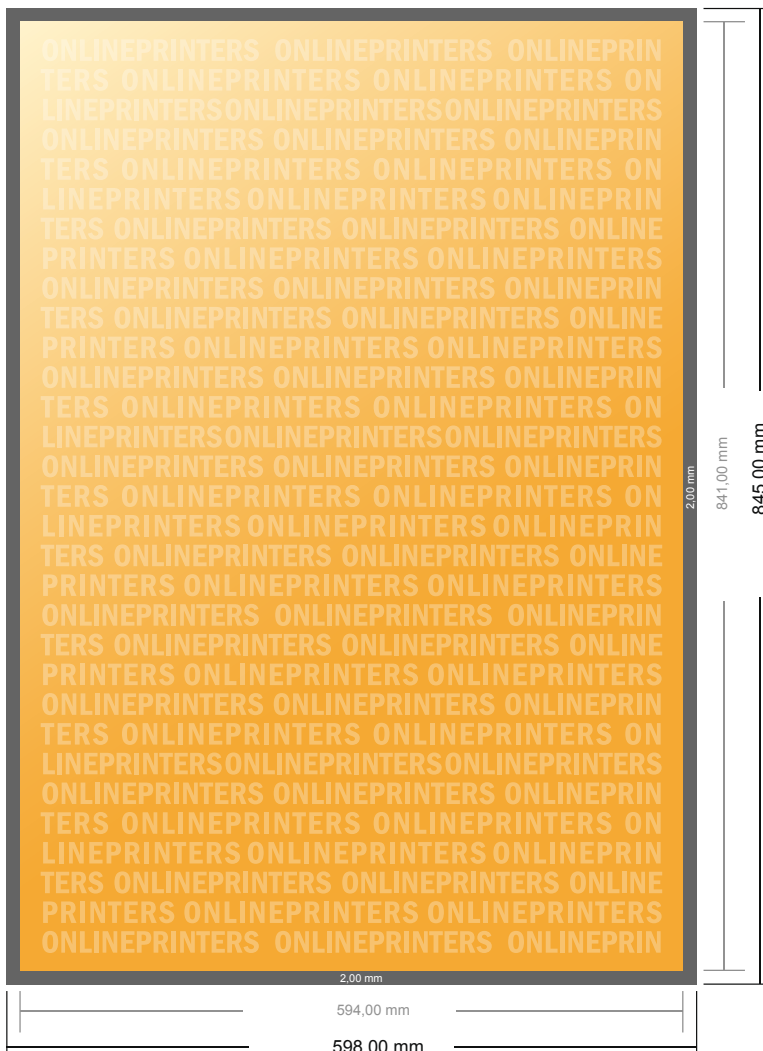 ONLINEPRINTERS ONLINEPRINTERS ONLINEPRIN
TERS ONLINEPRINTERS ONLINEPRINTERS ON
LINEPRINTERSONLINEPRINTERSONLINEPRINTERS
ONLINEPRINTERS ONLINEPRINTERS ONLINEPRIN
TERS ONLINEPRINTERS ONLINEPRINTERS ON
LINEPRINTERS ONLINEPRINTERS ONLINEPRIN
TERS ONLINEPRINTERS ONLINEPRINTERS ONLINE
PRINTERS ONLINEPRINTERS ONLINEPRINTERS
ONLINEPRINTERS ONLINEPRINTERS ONLINEPRIN
TERS ONLINEPRINTERS ONLINEPRINTERS ONLINE
PRINTERS ONLINEPRINTERS ONLINEPRINTERS
ONLINEPRINTERS ONLINEPRINTERS ONLINEPRIN
TERS ONLINEPRINTERS ONLINEPRINTERS ON
LINEPRINTERSONLINEPRINTERSONLINEPRINTERS
ONLINEPRINTERS ONLINEPRINTERS ONLINEPRIN
TERS ONLINEPRINTERS ONLINEPRINTERS ON
LINEPRINTERS ONLINEPRINTERS ONLINEPRIN
TERS ONLINEPRINTERS ONLINEPRINTERS ONLINE
PRINTERS ONLINEPRINTERS ONLINEPRINTERS
ONLINEPRINTERS ONLINEPRINTERS ONLINEPRIN
TERS ONLINEPRINTERS ONLINEPRINTERS ONLINE
PRINTERS ONLINEPRINTERS ONLINEPRINTERS
ONLINEPRINTERS ONLINEPRINTERS ONLINEPRIN
TERS ONLINEPRINTERS ONLINEPRINTERS ON
LINEPRINTERSONLINEPRINTERSONLINEPRINTERS
ONLINEPRINTERS ONLINEPRINTERS ONLINEPRIN
TERS ONLINEPRINTERS ONLINEPRINTERS ON
LINEPRINTERS ONLINEPRINTERS ONLINEPRIN
TERS ONLINEPRINTERS ONLINEPRINTERS ONLINE
PRINTERS ONLINEPRINTERS ONLINEPRINTERS
ONLINEPRINTERS ONLINEPRINTERS ONLINEPRIN
2,00 mm
841,00 mm
845,00 mm
2,00 mm
594,00 mm
598,00 mm